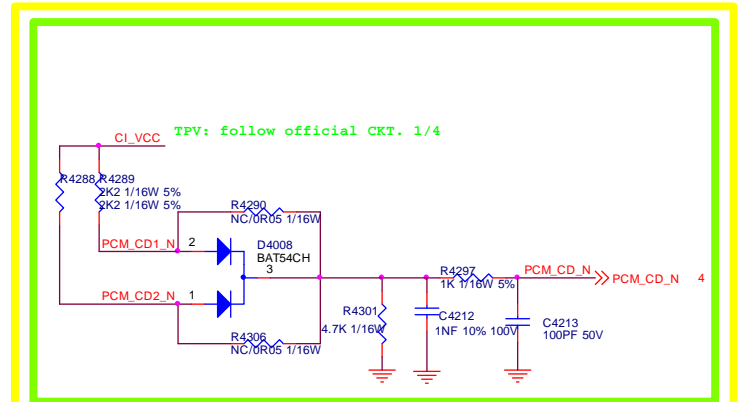 TPV: follow official CKT. 1/4
CI_VCC
R4288 R4289
2K2 1/16W 5%
2K2 1/16W 5%
R4290
NC/0R05 1/16W
PCM_CD1_N 2
D4008
BAT54CH
3
PCM_CD2_N 1
R4306
NC/0R05 1/16W
R4297
1K 1/16W 5%
PCM_CD_N
PCM_CD_N 4
R4301
4.7K 1/16W
C4212
1NF 10% 100V
C4213
100PF 50V